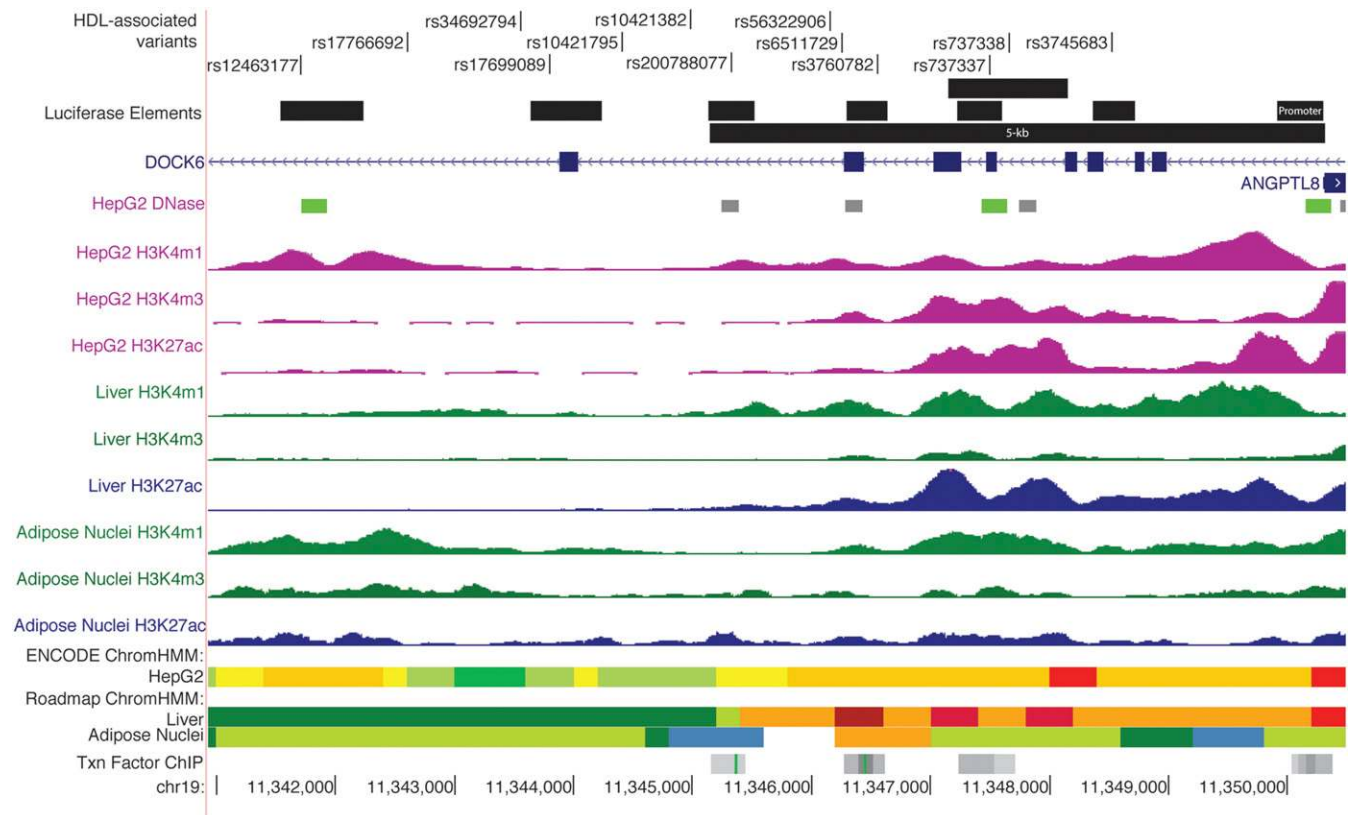 HDL-associated
variants
rs34692794
rs10421382
rs56322906
rs17766692
rs10421795
rs6511729
rs737338
rs3745683
rs12463177
rs17699089
rs200788077
rs3760782
rs737337
Luciferase Elements
Promoter
5-kb
DOCK6
ANGPTL8
HepG2 DNase
HepG2 H3K4m1
HepG2 H3K4m3
HepG2 H3K27ac
Liver H3K4m1
Liver H3K4m3
Liver H3K27ac
Adipose Nuclei H3K4m1
Adipose Nuclei H3K4m3
Adipose Nuclei H3K27ac
ENCODE ChromHMM:
HepG2
Roadmap ChromHMM:
Liver
Adipose Nuclei
Txn Factor ChIP
chr19: 11,342,000 11,343,000 11,344,000 11,345,000 11,346,000 11,347,000 11,348,000 11,349,000 11,350,000